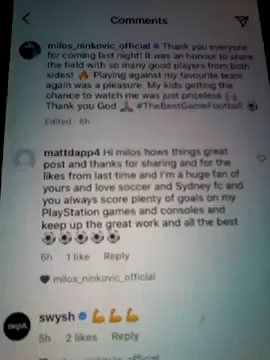 Comments
milos_ninkovic_official Thank you everyone
for coming last night! It was an honour to share
the field with so many good players from both
sides! 🔥 Playing against my favourite team
again was a pleasure. My kids getting the
chance to watch me was just priceless 🙌
Thank you God 🙏 #TheBestGameFootball ⚽
Edited 6h
mattdapp4 Hi milos hows things great
post and thanks for sharing and for the
likes from last time and I'm a huge fan of
yours and love soccer and Sydney fc and
you always score plenty of goals on my
PlayStation games and consoles and
keep up the great work and all the best
⚽⚽⚽⚽⚽
6h 1 like Reply
milos_ninkovic_official
swysh
swysh 💪💪💪
5h 2 likes Reply